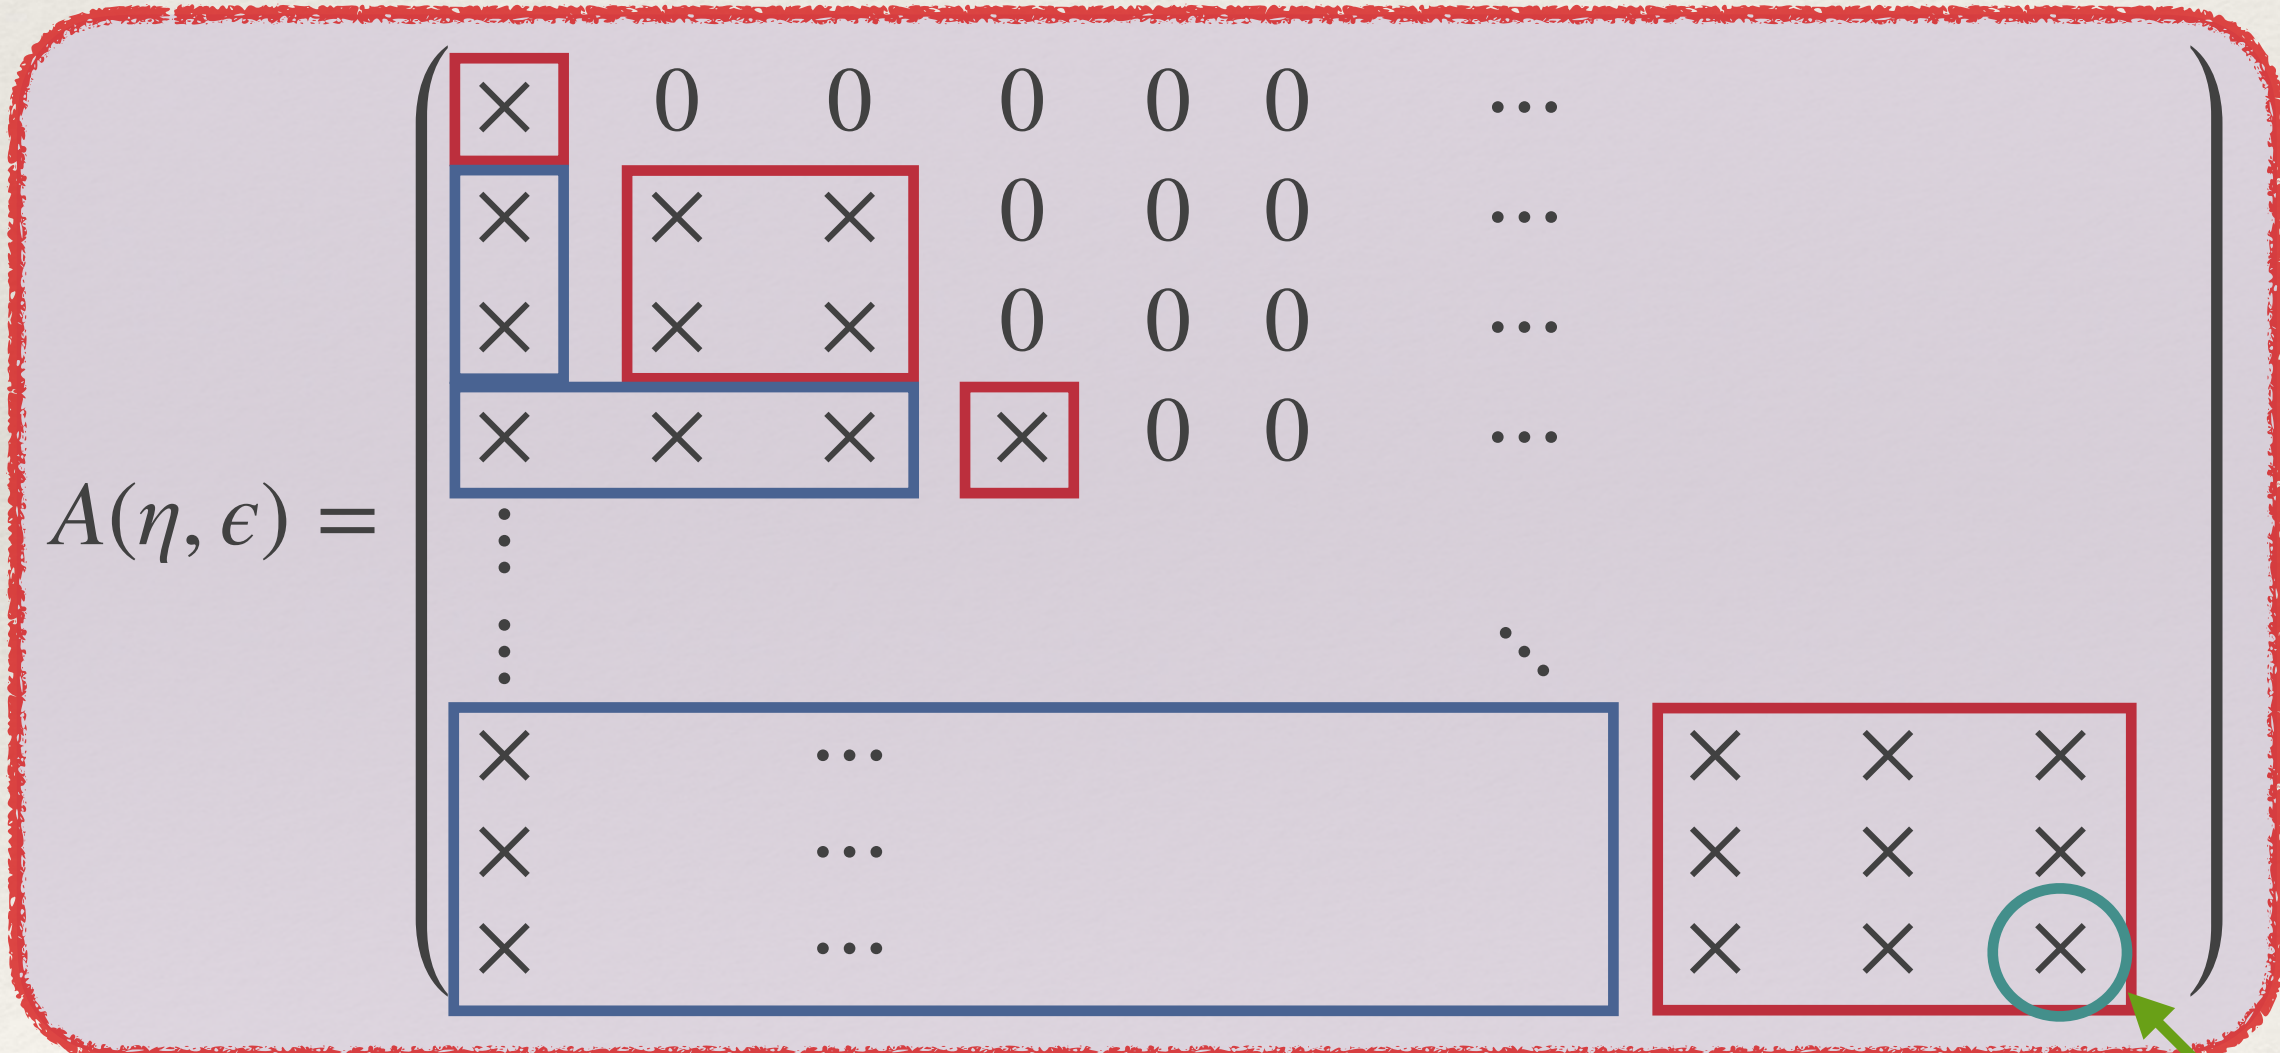 × 0 0 0 0 0 ⋯
× × × 0 0 0 ⋯
× × × 0 0 0 ⋯
× × × × 0 0 ⋯
A(η, ϵ) =
⋮
⋮ ⋱
× ⋯ × × ×
× ⋯ × × ×
× ⋯ × × ×